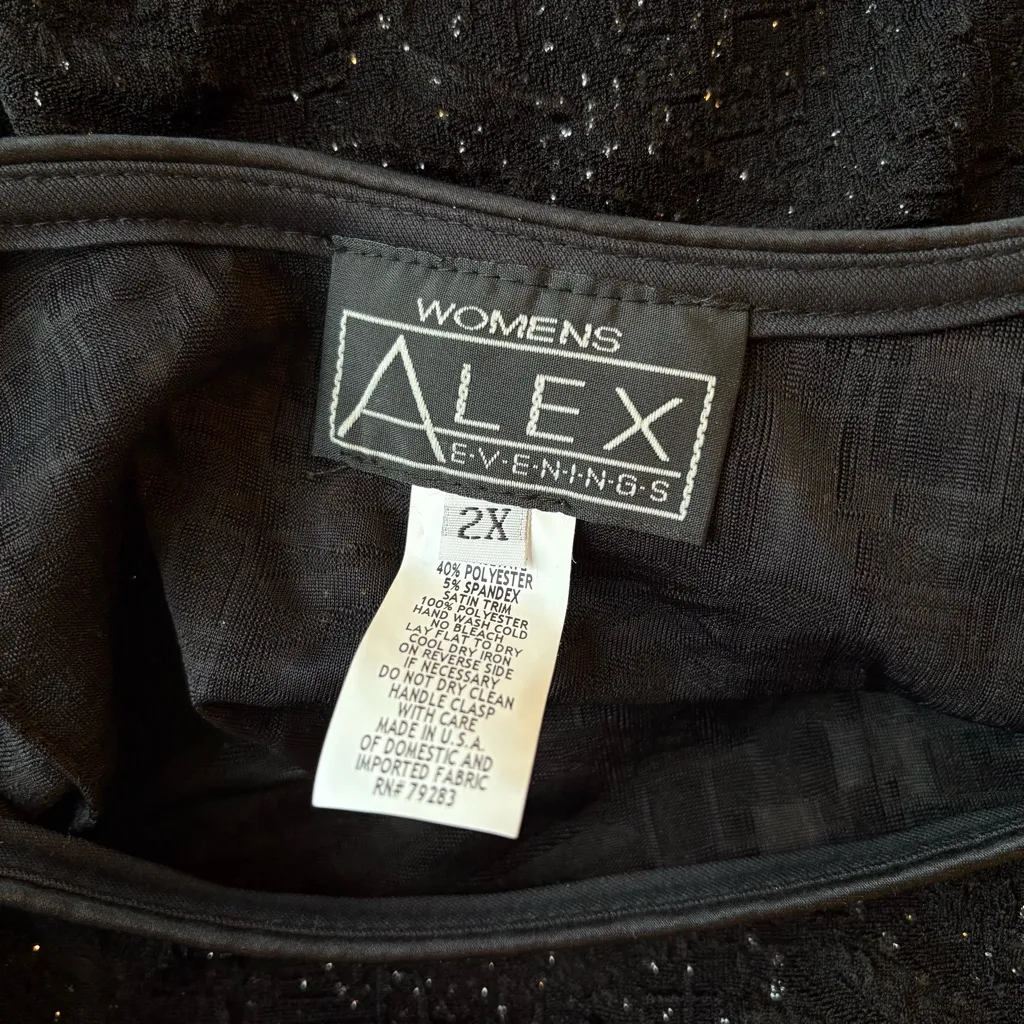 WOMENS
ALEX
E·V·E·N·I·N·G·S
2X
40% POLYESTER
5% SPANDEX
SATIN TRIM
100% POLYESTER
HAND WASH COLD
NO BLEACH
LAY FLAT TO DRY
COOL DRY IRON
ON REVERSE SIDE
IF NECESSARY
DO NOT DRY CLEAN
HANDLE CLASP
WITH CARE
MADE IN U.S.A.
OF DOMESTIC AND
IMPORTED FABRIC
RN# 79283